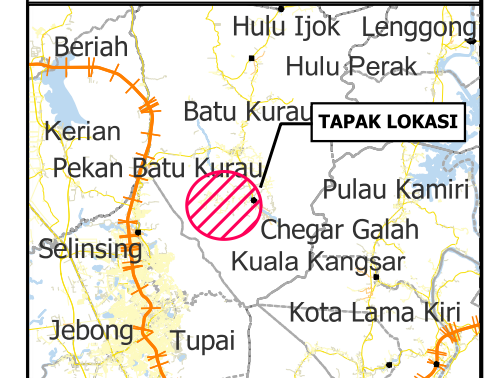 Hulu Ijok
Lenggong
Beriah
Hulu Perak
Batu Kurau
TAPAK LOKASI
Kerian
Pekan Batu Kurau
Pulau Kamiri
Chegar Galah
Selinsing
Kuala Kangsar
Kota Lama Kiri
Jebong
Tupai